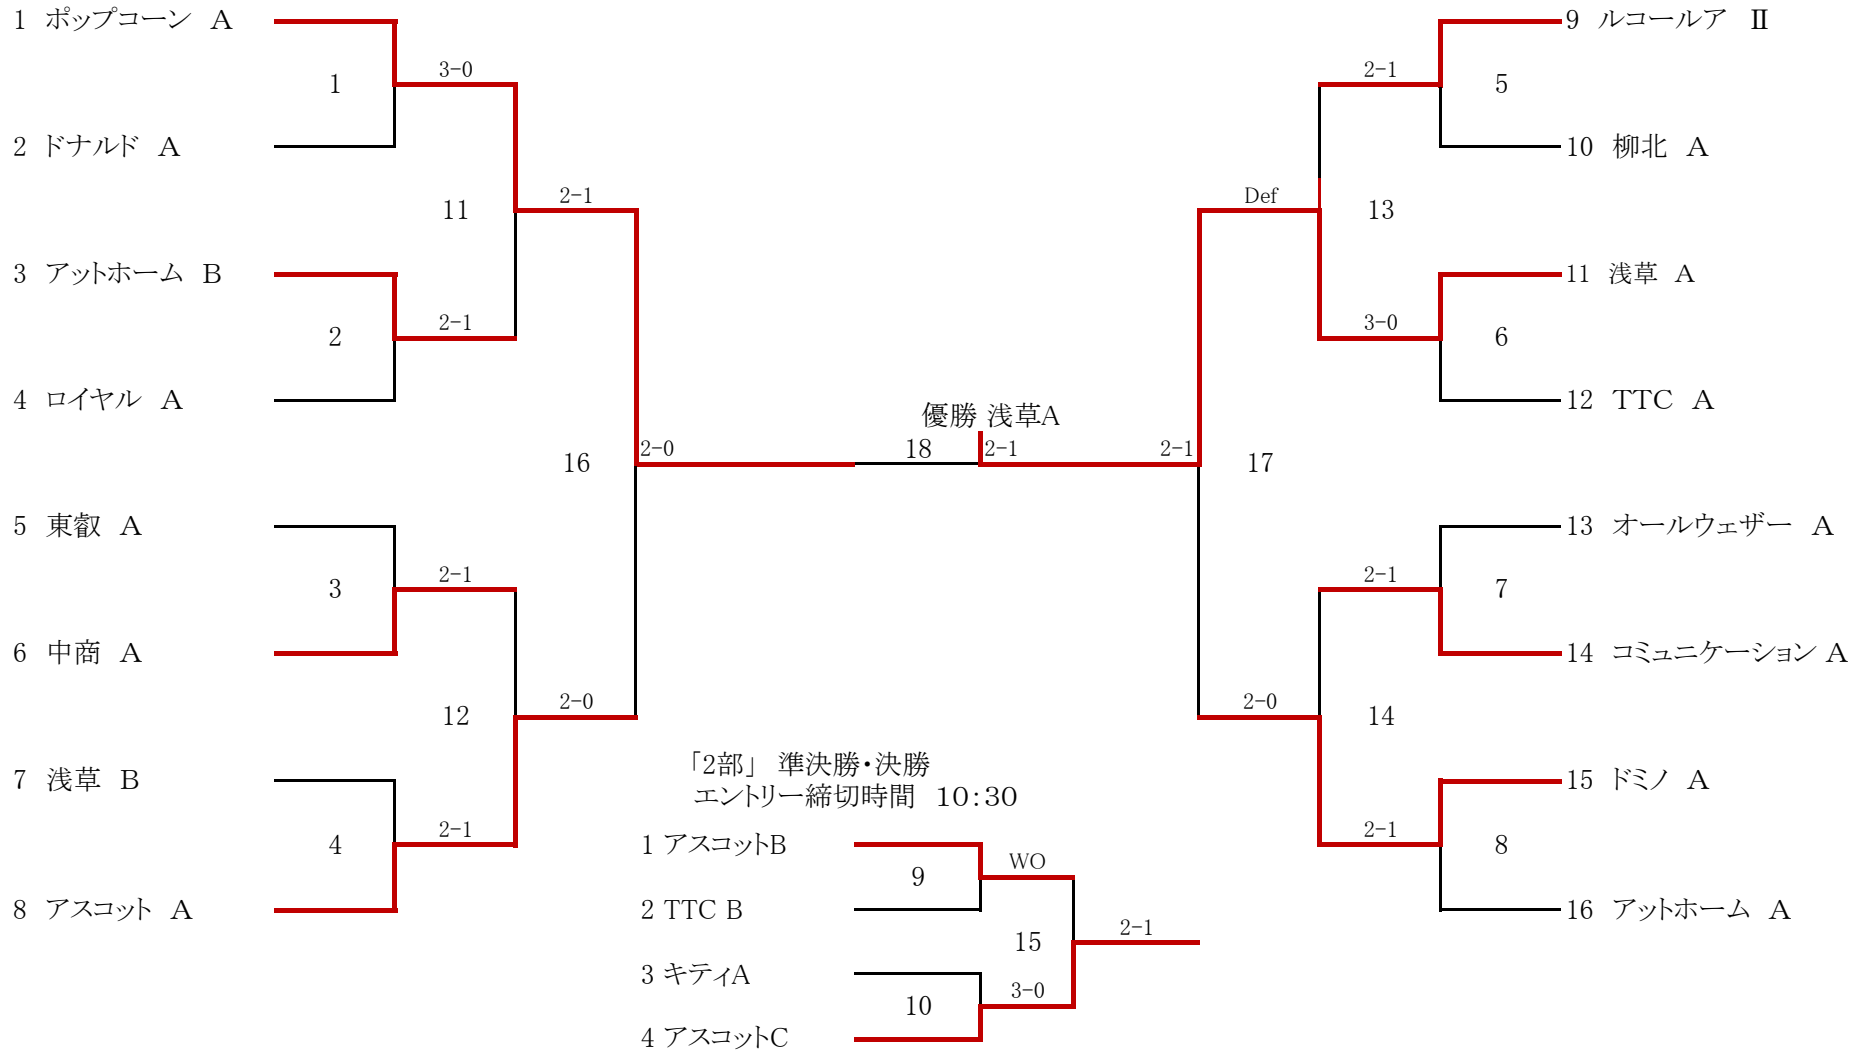 1 ポップコーン A
3-0
1
2 ドナルド A
2-1
11
3 アットホーム B
2-1
2
4 ロイヤル A
2-0
16
5 東叡 A
2-1
3
6 中商 A
2-0
12
7 浅草 B
2-1
4
8 アスコット A
優勝 浅草A
18
2-1
9 ルコールア Ⅱ
2-1
5
10 柳北 A
Def
13
11 浅草 A
3-0
6
12 TTC A
2-1
17
13 オールウェザー A
2-1
7
14 コミュニケーション A
2-0
14
15 ドミノ A
2-1
8
16 アットホーム A
「2部」 準決勝・決勝
エントリー締切時間 10:30
1 アスコットB
WO
9
2 TTC B
2-1
15
3 キティA
3-0
10
4 アスコットC